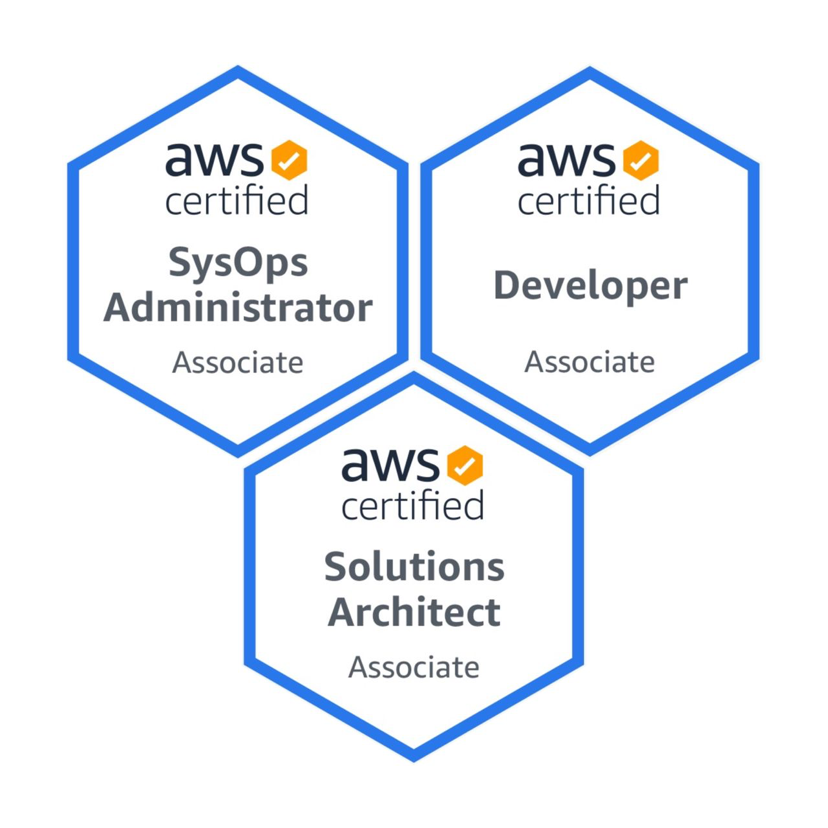 aws
certified
SysOps
Administrator
Associate
aws
certified
Developer
Associate
aws
certified
Solutions
Architect
Associate